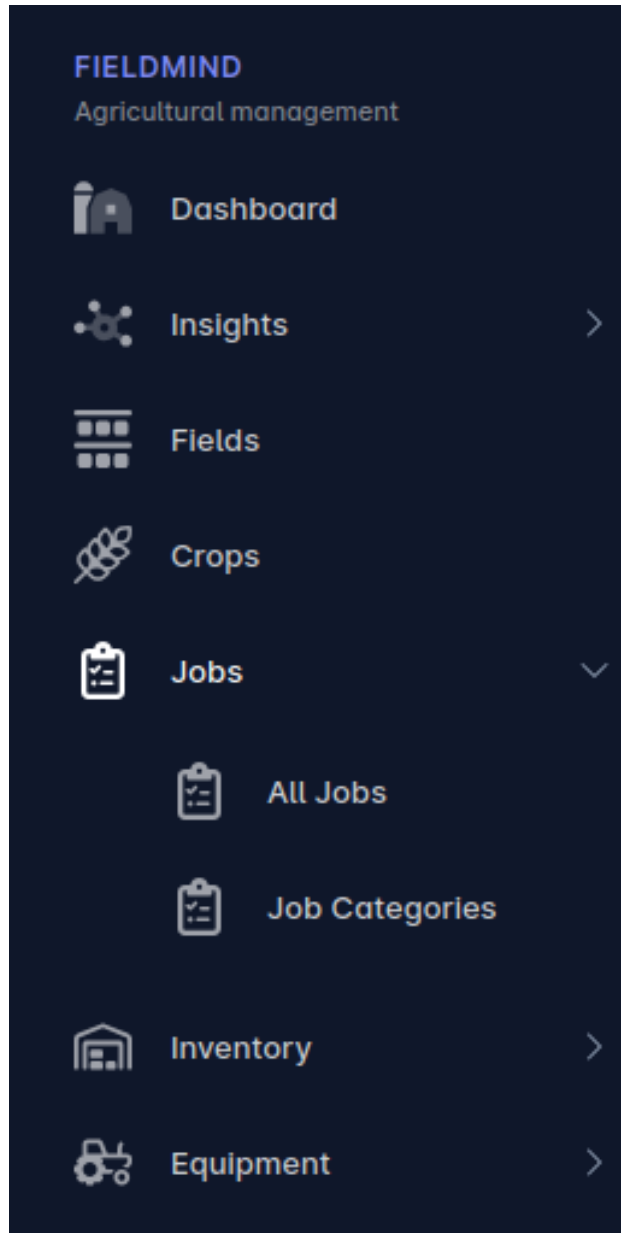 FIELDMIND
Agricultural management
Dashboard
Insights
Fields
Crops
Jobs
All Jobs
Job Categories
Inventory
Equipment